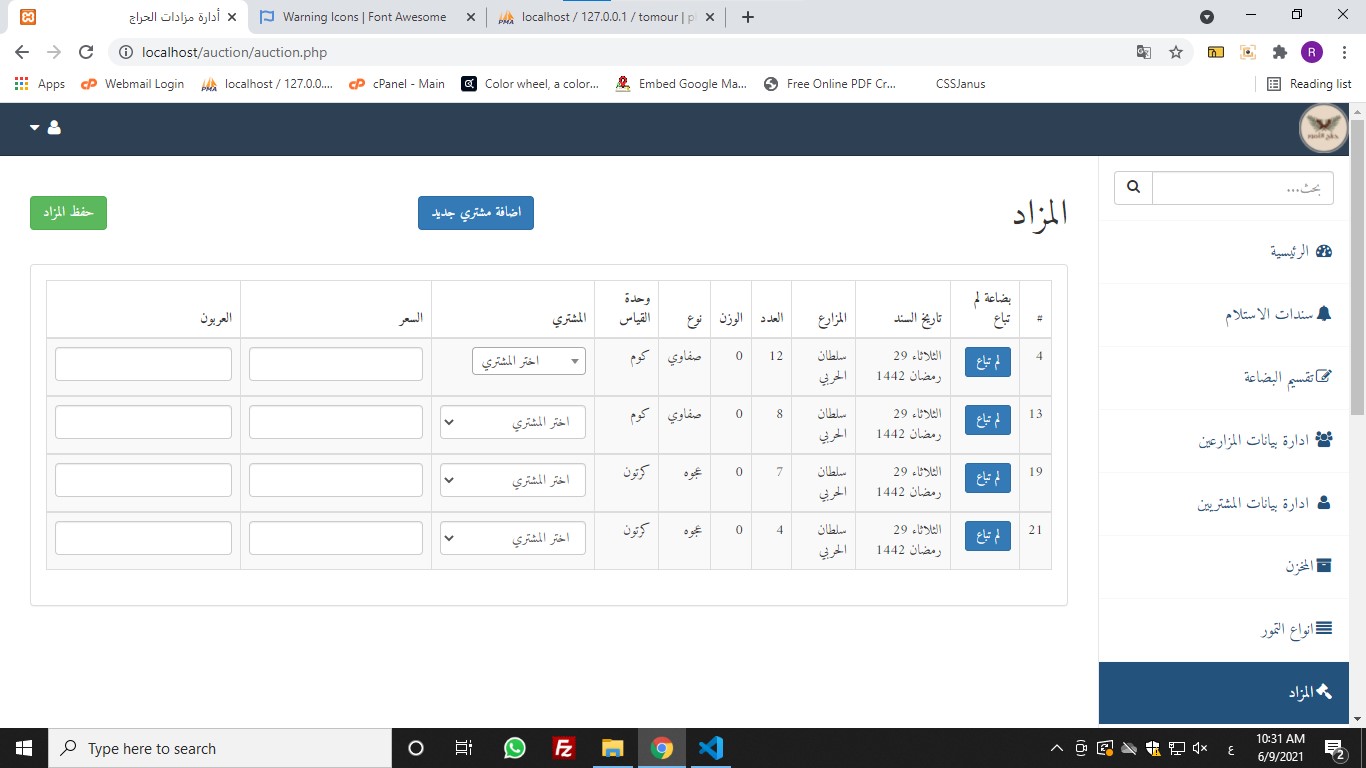 أدارة مزادات الحراج
Warning Icons | Font Awesome
localhost / 127.0.0.1 / tomour | p
localhost/auction/auction.php
R
Apps
Webmail Login
localhost / 127.0.0....
cPanel - Main
Color wheel, a color...
Embed Google Ma...
Free Online PDF Cr...
CSSJanus
Reading list
بحث...
الرئيسية
سندات الاستلام
تقسيم البضاعة
ادارة بيانات المزارعين
ادارة بيانات المشتريين
المخزن
انواع التمور
المزاد
المزاد
اضافة مشتري جديد
حفظ المزاد
# بضاعة لم تباع تاريخ السند المزارع العدد الوزن نوع وحدة القياس المشتري السعر العربون
4 لم تباع الثلاثاء 29 رمضان 1442 سلطان الحربي 12 0 صفاوي كوم اختر المشتري
13 لم تباع الثلاثاء 29 رمضان 1442 سلطان الحربي 8 0 صفاوي كوم اختر المشتري
19 لم تباع الثلاثاء 29 رمضان 1442 سلطان الحربي 7 0 عجوه كرتون اختر المشتري
21 لم تباع الثلاثاء 29 رمضان 1442 سلطان الحربي 4 0 عجوه كرتون اختر المشتري
Type here to search
ع
10:31 AM
6/9/2021
2